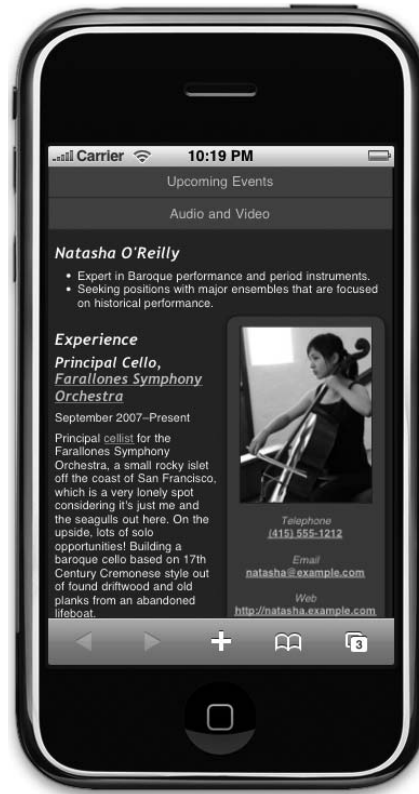 Carrier 10:19 PM
Upcoming Events
Audio and Video
Natasha O'Reilly
• Expert in Baroque performance and period instruments.
• Seeking positions with major ensembles that are focused
on historical performance.
Experience
Principal Cello,
Farallones Symphony
Orchestra
September 2007–Present
Principal cellist for the
Farallones Symphony
Orchestra, a small rocky islet
off the coast of San Francisco,
which is a very lonely spot
considering it's just me and
the seagulls out here. On the
upside, lots of solo
opportunities! Building a
baroque cello based on 17th
Century Cremonese style out
of found driftwood and old
planks from an abandoned
lifeboat.
Telephone
(415) 555-1212
Email
natasha@example.com
Web
http://natasha.example.com
3